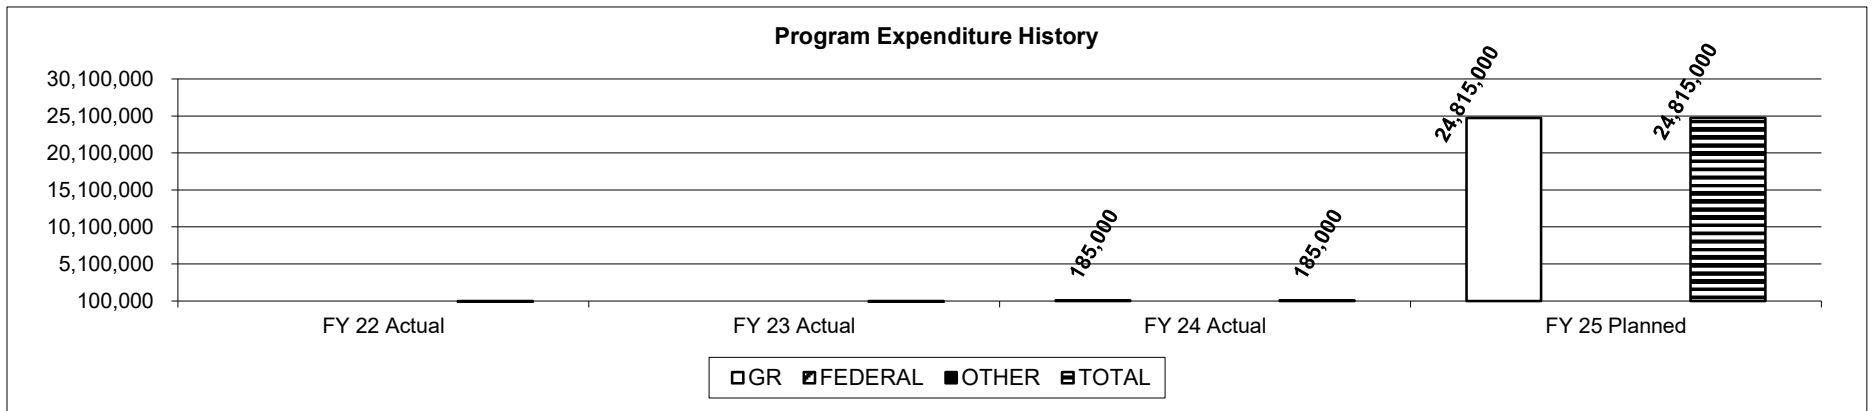 Program Expenditure History
30,100,000
25,100,000
20,100,000
15,100,000
10,100,000
5,100,000
100,000
185,000
185,000
24,815,000
24,815,000
FY 22 Actual
FY 23 Actual
FY 24 Actual
FY 25 Planned
GR FEDERAL OTHER TOTAL